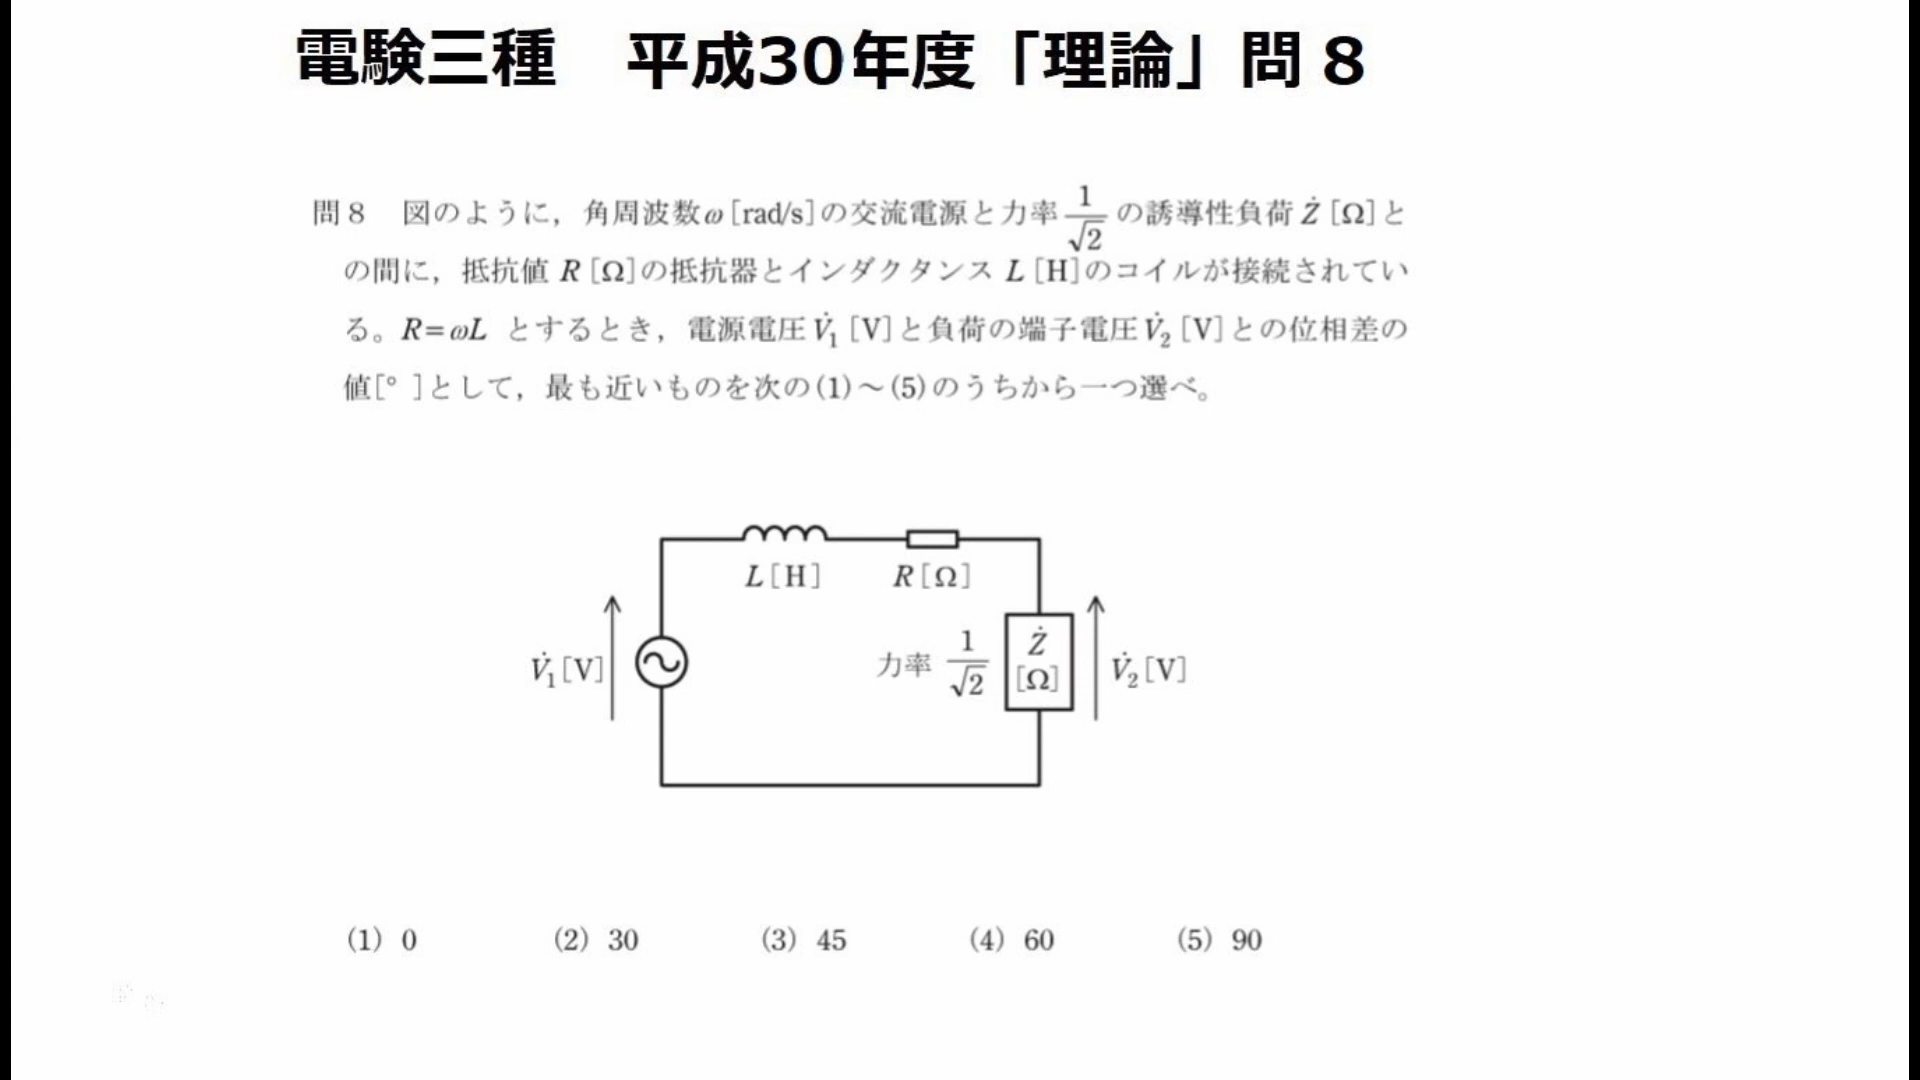 電験三種　平成30年度「理論」問８
問８　図のように，角周波数ω[rad/s]の交流電源と力率 1/√2 の誘導性負荷Ż[Ω]と
の間に，抵抗値 R[Ω]の抵抗器とインダクタンス L[H]のコイルが接続されてい
る。R=ωL とするとき，電源電圧V̇₁[V]と負荷の端子電圧V̇₂[V]との位相差の
値[° ]として，最も近いものを次の(1)～(5)のうちから一つ選べ。
L[H]　R[Ω]
V̇₁[V]　力率 1/√2　Ż[Ω]　V̇₂[V]
(1) 0　(2) 30　(3) 45　(4) 60　(5) 90